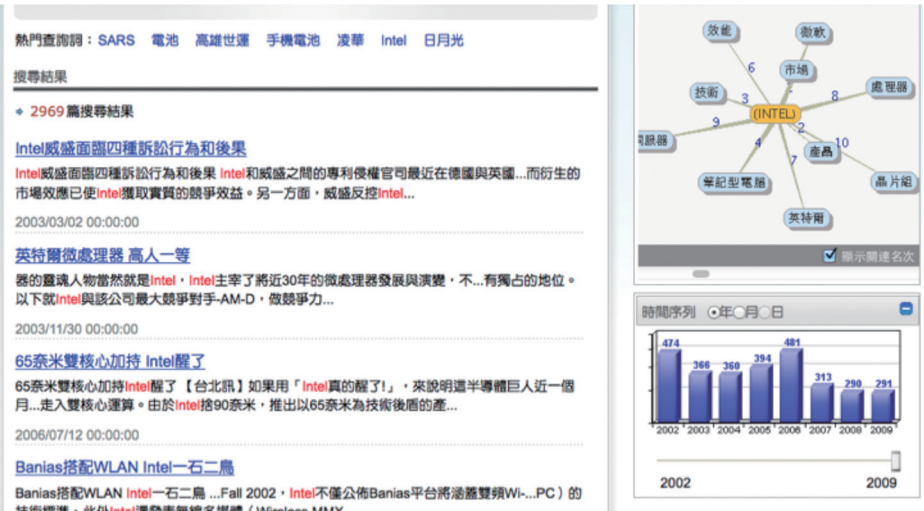 熱門查詢詞：SARS 電池 高雄世運 手機電池 凌華 Intel 日月光
搜尋結果
2969篇搜尋結果
Intel威盛面臨四種訴訟行為和後果
Intel威盛面臨四種訴訟行為和後果 Intel和威盛之間的專利侵權官司最近在德國與英國...而衍生的
市場效應已使Intel獲取實質的競爭效益。另一方面，威盛反控Intel...
2003/03/02 00:00:00
英特爾微處理器 高人一等
器的靈魂人物當然就是Intel，Intel主宰了將近30年的微處理器發展與演變，不...有獨占的地位。
以下就Intel與該公司最大競爭對手-AM-D，做競爭力...
2003/11/30 00:00:00
65奈米雙核心加持 Intel醒了
65奈米雙核心加持Intel醒了 【台北訊】如果用「Intel真的醒了!」，來說明這半導體巨人近一個
月...走入雙核心運算。由於Intel捨90奈米，推出以65奈米為技術後盾的產...
2006/07/12 00:00:00
Banias搭配WLAN Intel一石二鳥
Banias搭配WLAN Intel一石二鳥 ...Fall 2002，Intel不僅公佈Banias平台將涵蓋雙頻Wi-...PC）的
效能
微軟
6
市場
技術
3
8
處理器
(INTEL)
9
2
伺服器
4
10
產品
7
筆記型電腦
晶片組
英特爾
顯示關連名次
時間序列 年 月 日
474 366 360 394 481 313 290 291
2002 2003 2004 2005 2006 2007 2008 2009
2002 2009